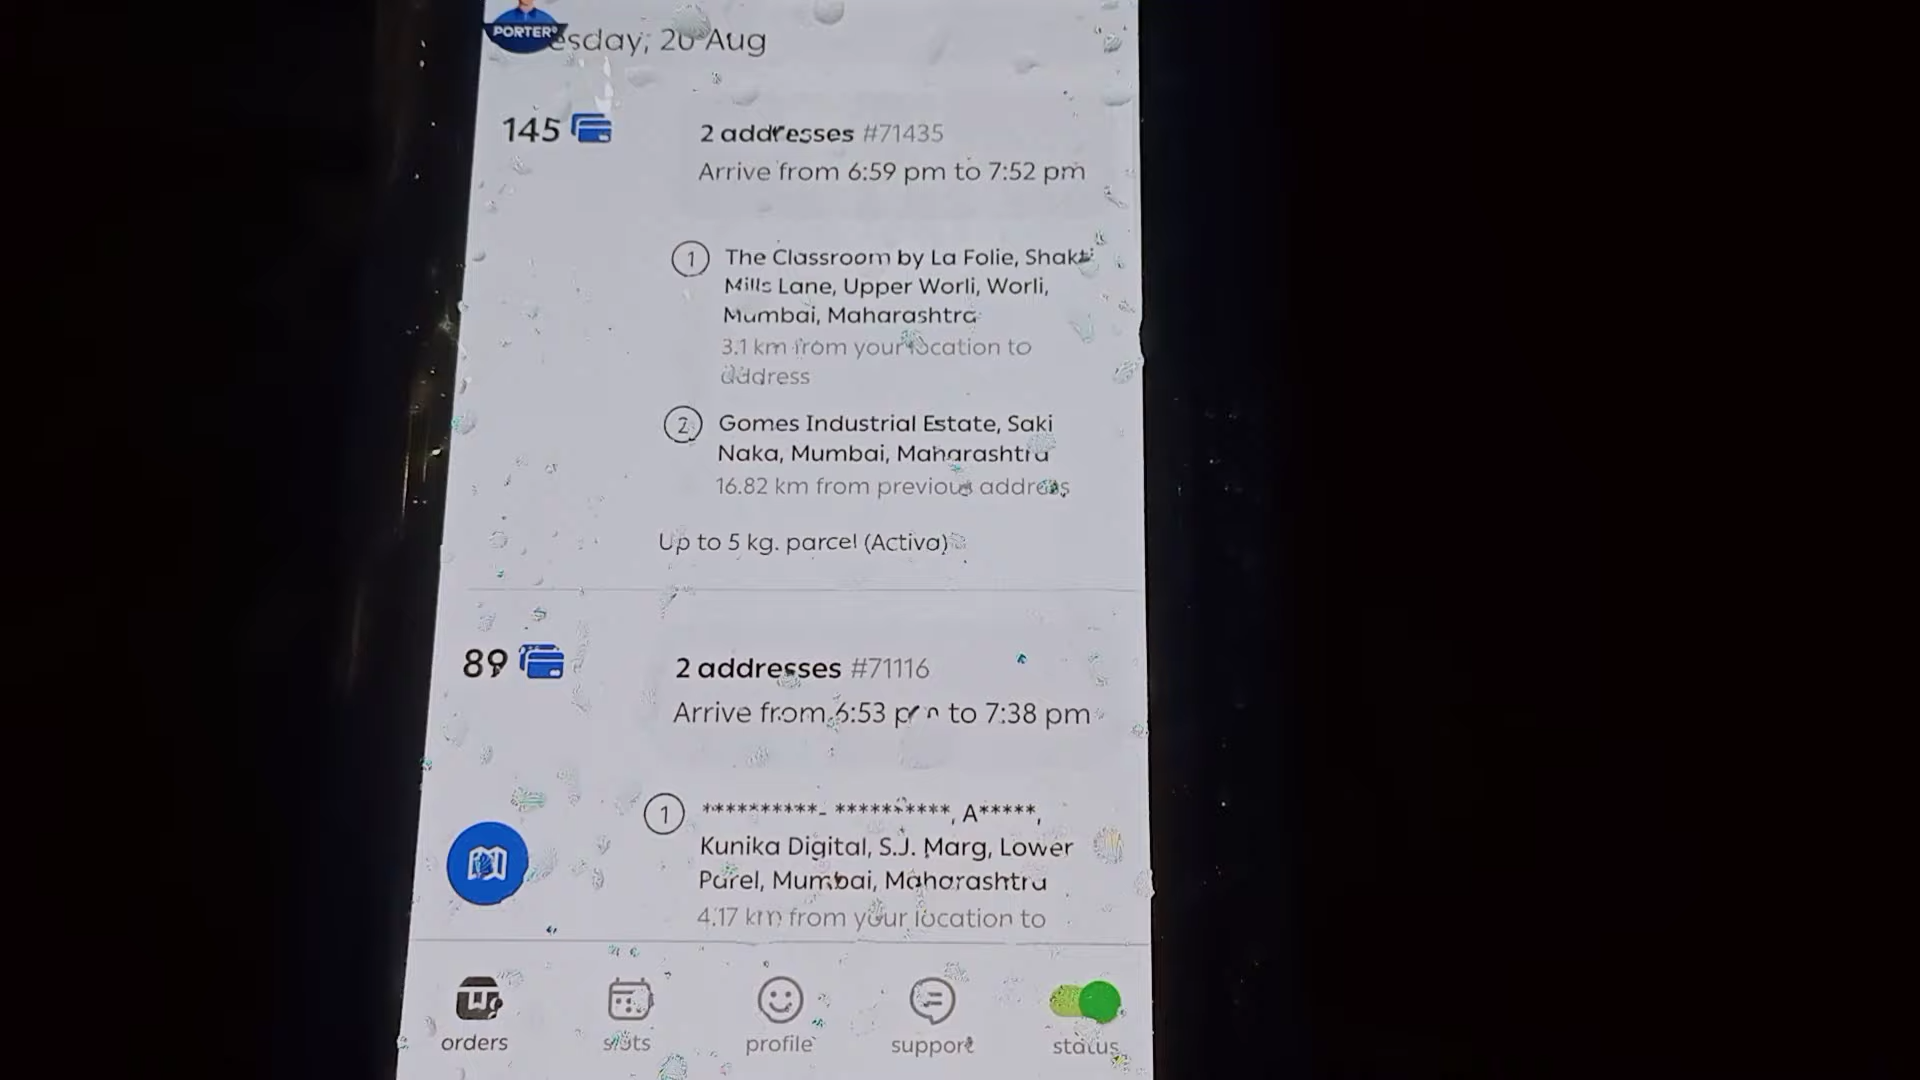 PORTER
esday, 20 Aug
145
2 addresses #71435
Arrive from 6:59 pm to 7:52 pm
1 The Classroom by La Folie, Shakti
Mills Lane, Upper Worli, Worli,
Mumbai, Maharashtra
3.1 km from your location to
address
2 Gomes Industrial Estate, Saki
Naka, Mumbai, Maharashtra
16.82 km from previous address
Up to 5 kg. parcel (Activa)
89
2 addresses #71116
Arrive from 6:53 pm to 7:38 pm
1 **********- **********, A*****,
Kunika Digital, S.J. Marg, Lower
Parel, Mumbai, Maharashtra
4.17 km from your location to
orders
slots
profile
support
status